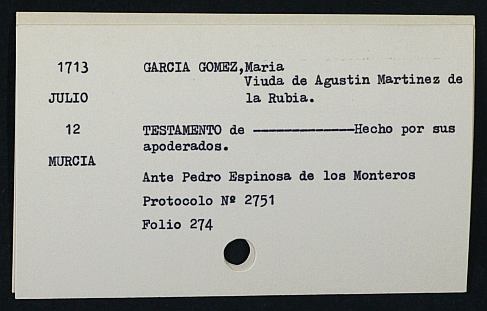 1713 GARCIA GOMEZ,Maria
Viuda de Agustin Martinez de
JULIO la Rubia.
12 TESTAMENTO de ——————————Hecho por sus
apoderados.
MURCIA
Ante Pedro Espinosa de los Monteros
Protocolo Nº 2751
Folio 274